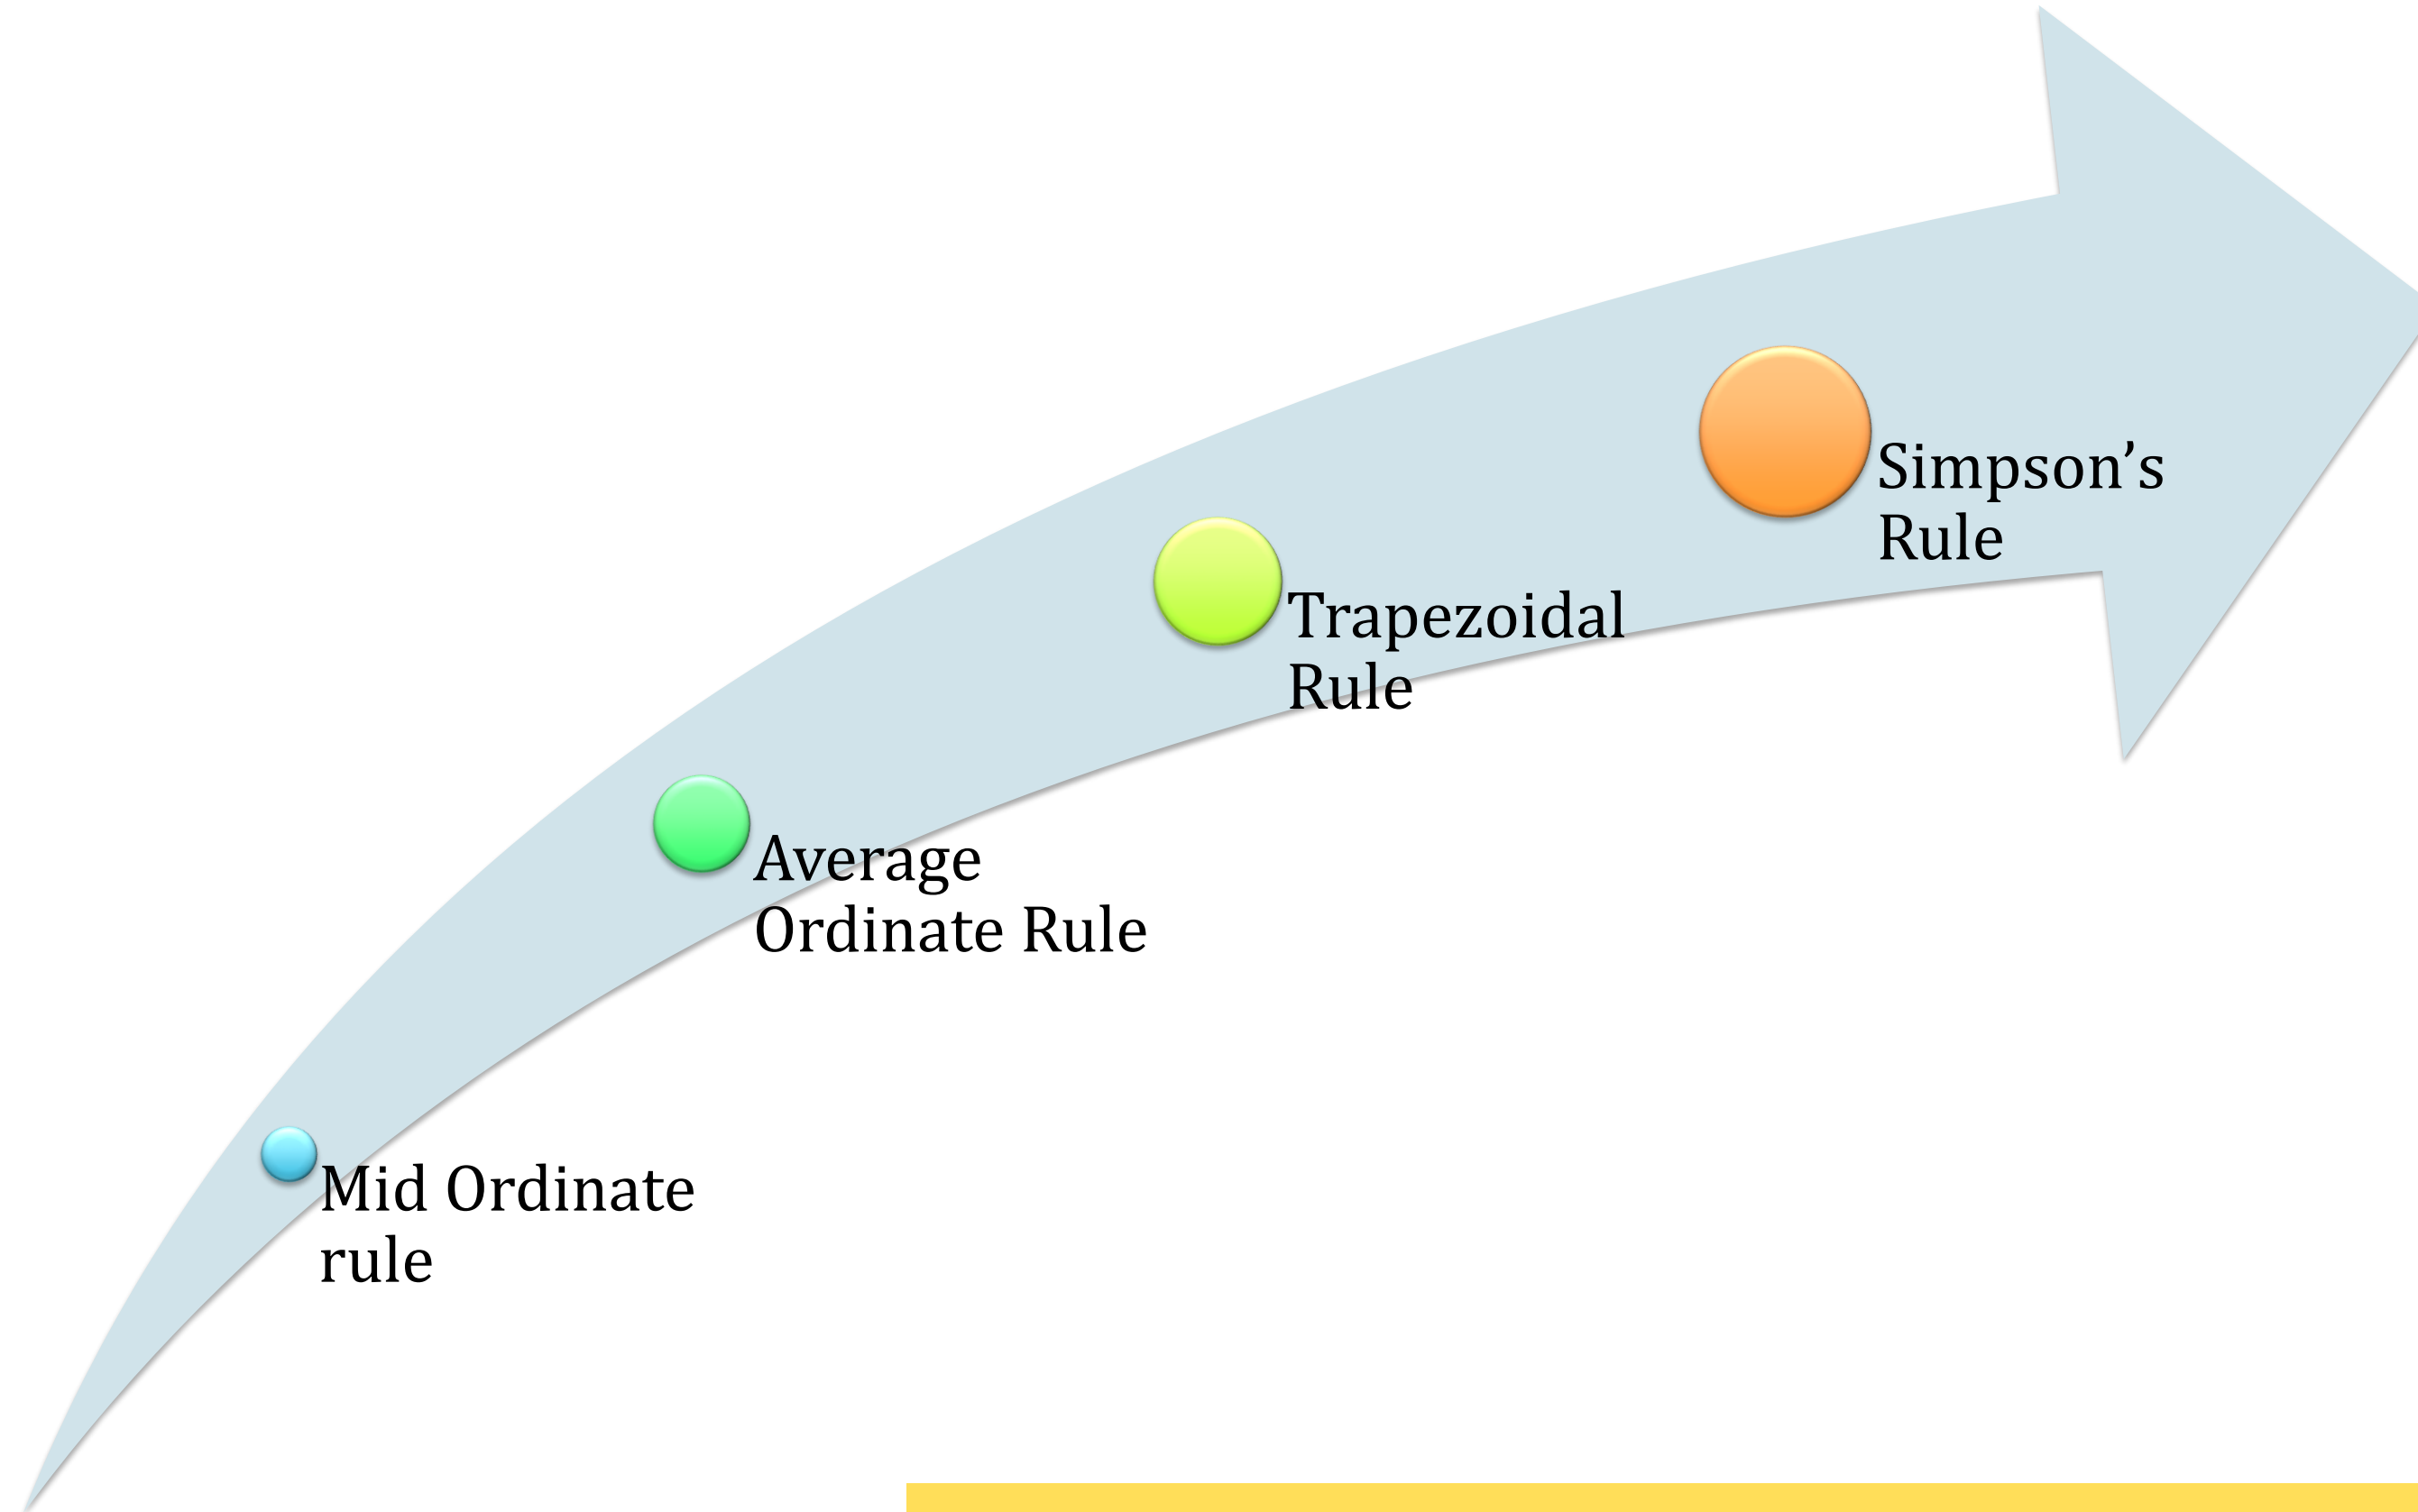 Simpson’s
Rule
Trapezoidal
Rule
Average
Ordinate Rule
Mid Ordinate
rule